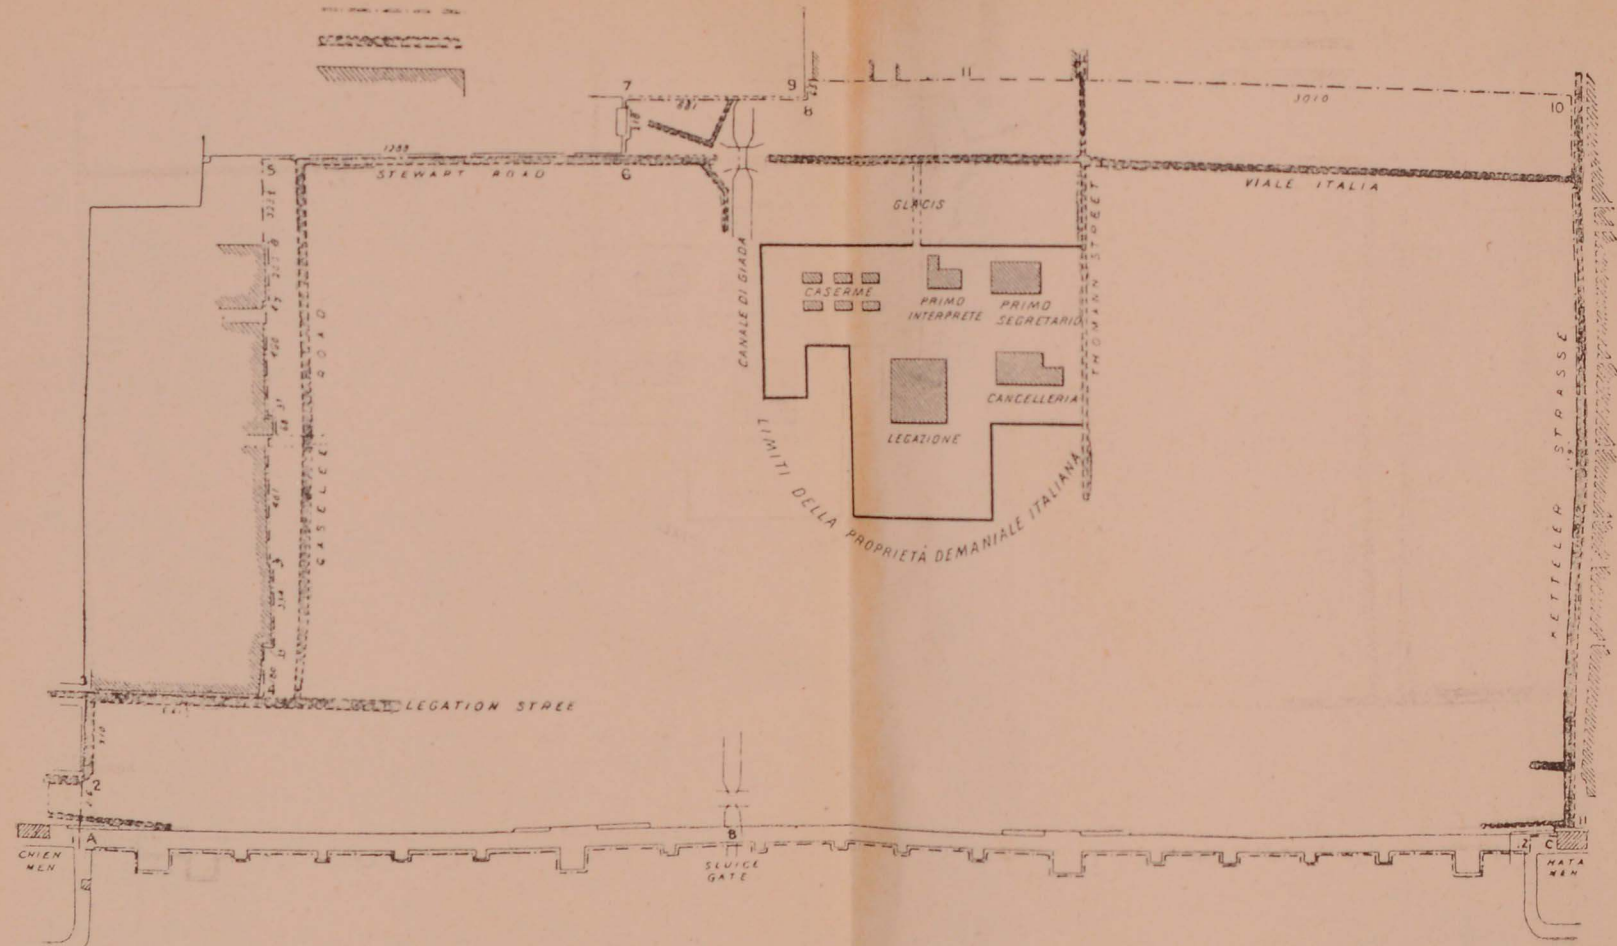 7
9
8
11
3010
10
1288
5
STEWART ROAD
6
VIALE ITALIA
GLACIS
CANALE DI GIADA
THOMANN STREET
CASERME
PRIMO
INTERPRETE
PRIMO
SEGRETARIO
CANCELLERIA
LEGAZIONE
LIMITI DELLA PROPRIETÀ DEMANIALE ITALIANA
ROAD
KETTELER STRASSE
LEGATION STREE
2
A
B
C
CHIEN
MEN
SLUICE
GATE
HATA
MEN